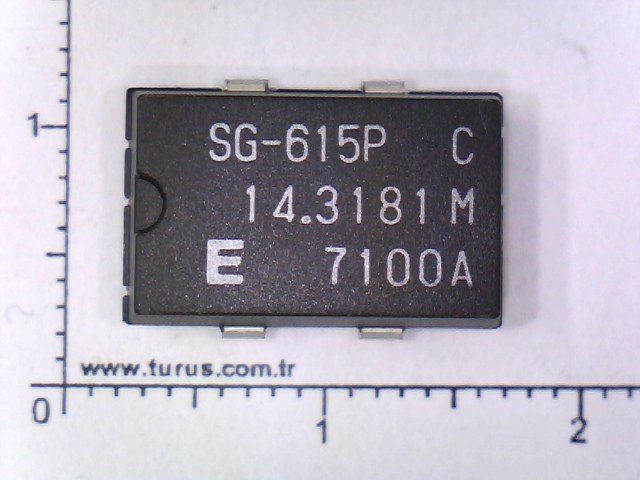 SG-615P C
14.3181 M
E 7100A
1
www.turus.com.tr
0 1 2